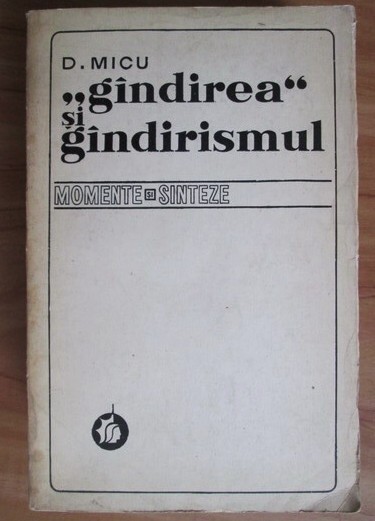 D. MICU
„gîndirea“
și
gîndirismul
MOMENTE și SINTEZE